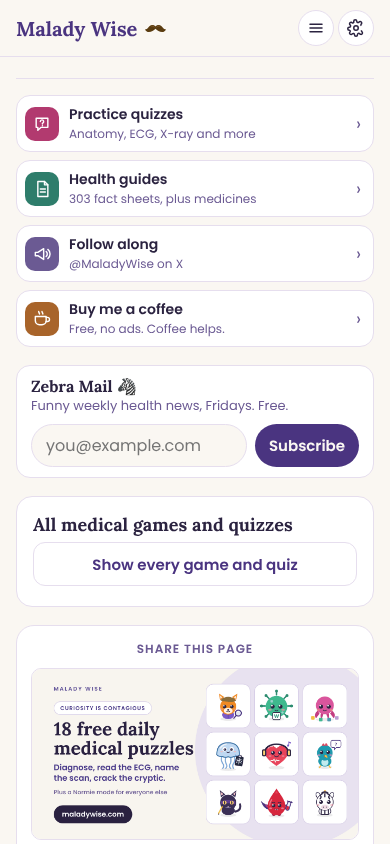 Malady Wise
Practice quizzes
Anatomy, ECG, X-ray and more
Health guides
303 fact sheets, plus medicines
Follow along
@MaladyWise on X
Buy me a coffee
Free, no ads. Coffee helps.
Zebra Mail
Funny weekly health news, Fridays. Free.
you@example.com
Subscribe
All medical games and quizzes
Show every game and quiz
SHARE THIS PAGE
MALADY WISE
CURIOSITY IS CONTAGIOUS
18 free daily
medical puzzles
Diagnose, read the ECG, name
the scan, crack the cryptic.
Plus a Normie mode for everyone else
maladywise.com